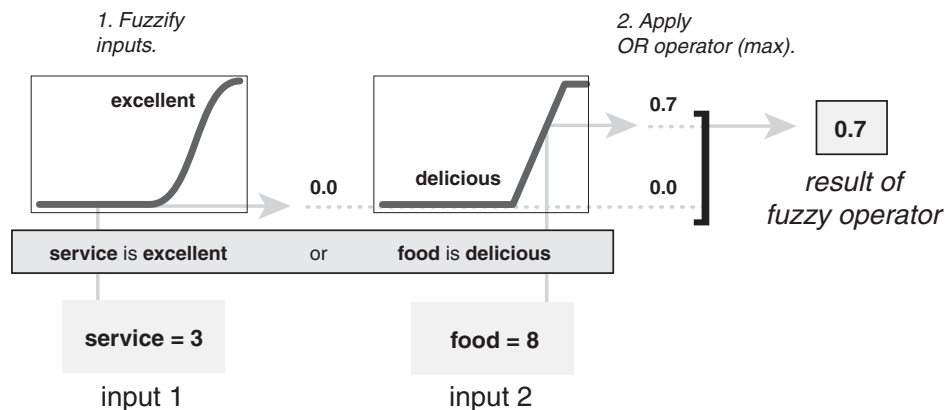 1. Fuzzify
inputs.
2. Apply
OR operator (max).
excellent
delicious
0.7
0.0
0.0
0.7
result of
fuzzy operator
service is excellent or food is delicious
service = 3
food = 8
input 1
input 2